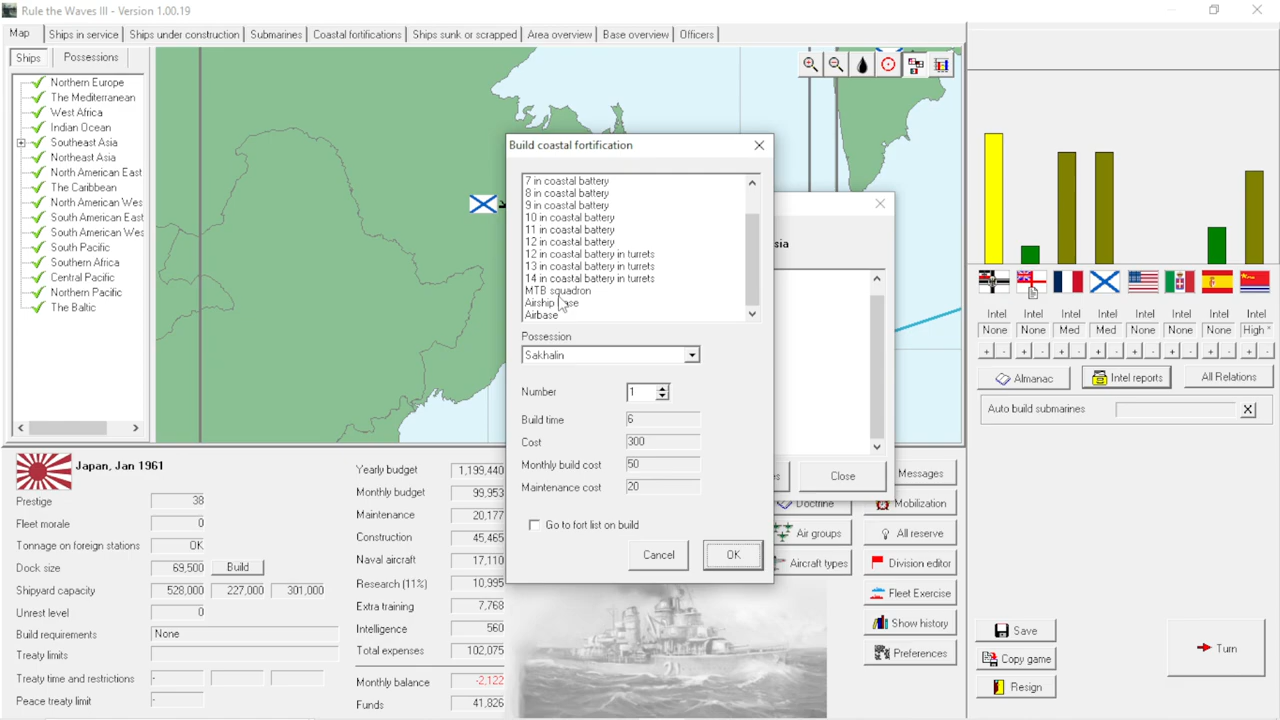 Rule the Waves III - Version 1.00.19
Map
Ships in service
Ships under construction
Submarines
Coastal fortifications
Ships sunk or scrapped
Area overview
Base overview
Officers
Ships
Possessions
Northern Europe
The Mediterranean
West Africa
Indian Ocean
Southeast Asia
Northeast Asia
North American East
The Caribbean
North American Wes
South American East
South American Wes
South Pacific
Southern Africa
Central Pacific
Northern Pacific
The Baltic
Build coastal fortification
7 in coastal battery
8 in coastal battery
9 in coastal battery
10 in coastal battery
11 in coastal battery
12 in coastal battery
12 in coastal battery in turrets
13 in coastal battery in turrets
14 in coastal battery in turrets
MTB squadron
Airship base
Airbase
Possession
Sakhalin
Number 1
Build time 6
Cost 300
Monthly build cost 50
Maintenance cost 20
Go to fort list on build
Cancel
OK
sia
es
Close
Intel Intel Intel Intel Intel Intel Intel Intel
None None Med Med None None None High *
+ - + - + - + - + - + - + - + -
Almanac
Intel reports
All Relations
Auto build submarines
X
Japan, Jan 1961
Prestige 38
Fleet morale 0
Tonnage on foreign stations OK
Dock size 69,500 Build
Shipyard capacity 528,000 227,000 301,000
Unrest level 0
Build requirements None
Treaty limits
Treaty time and restrictions -
Peace treaty limit -
Yearly budget 1,199,440
Monthly budget 99,953
Maintenance 20,177
Construction 45,465
Naval aircraft 17,110
Research (11%) 10,995
Extra training 7,768
Intelligence 560
Total expenses 102,075
Monthly balance -2,122
Funds 41,826
Messages
Doctrine
Mobilization
Air groups
All reserve
Aircraft types
Division editor
Fleet Exercise
Show history
Preferences
Save
Copy game
Resign
Turn